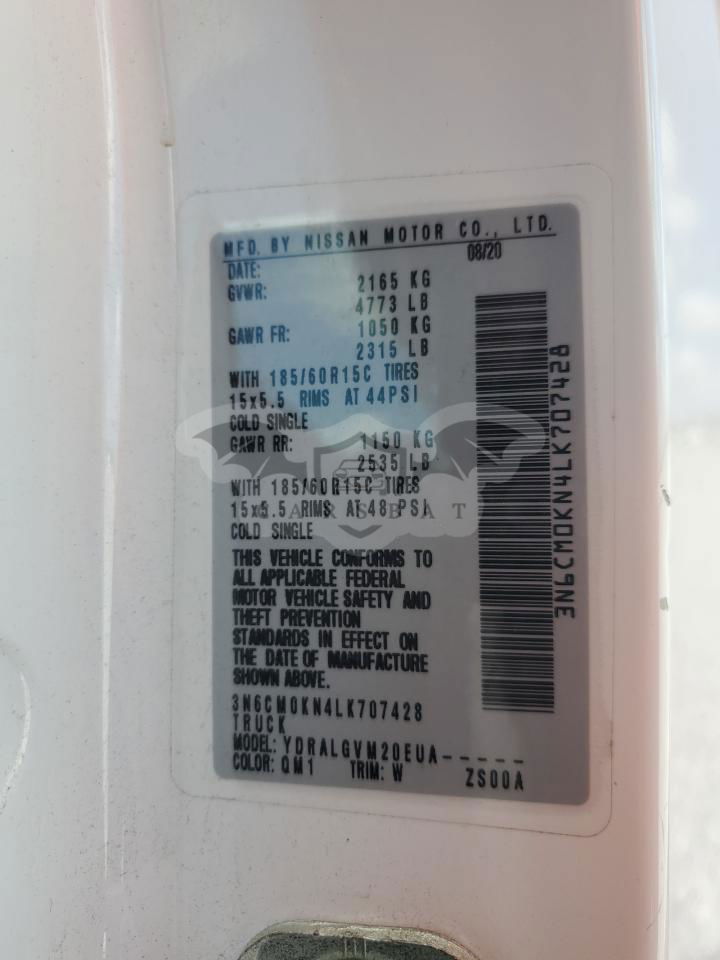 MFD. BY NISSAN MOTOR CO., LTD.
DATE: 08/20
GVWR: 2165 KG
4773 LB
GAWR FR: 1050 KG
2315 LB
WITH 185/60R15C TIRES
15x5.5 RIMS AT 44PSI
COLD SINGLE
GAWR RR: 1150 KG
2535 LB
WITH 185/60R15C TIRES
15x5.5 RIMS AT 48 PSI
COLD SINGLE
THIS VEHICLE CONFORMS TO
ALL APPLICABLE FEDERAL
MOTOR VEHICLE SAFETY AND
THEFT PREVENTION
STANDARDS IN EFFECT ON
THE DATE OF MANUFACTURE
SHOWN ABOVE.
3N6CM0KN4LK707428
TRUCK
MODEL: YDRALGVM20EUA-----
COLOR: QM1 TRIM: W ZS00A
3N6CM0KN4LK707428
CARSBAT